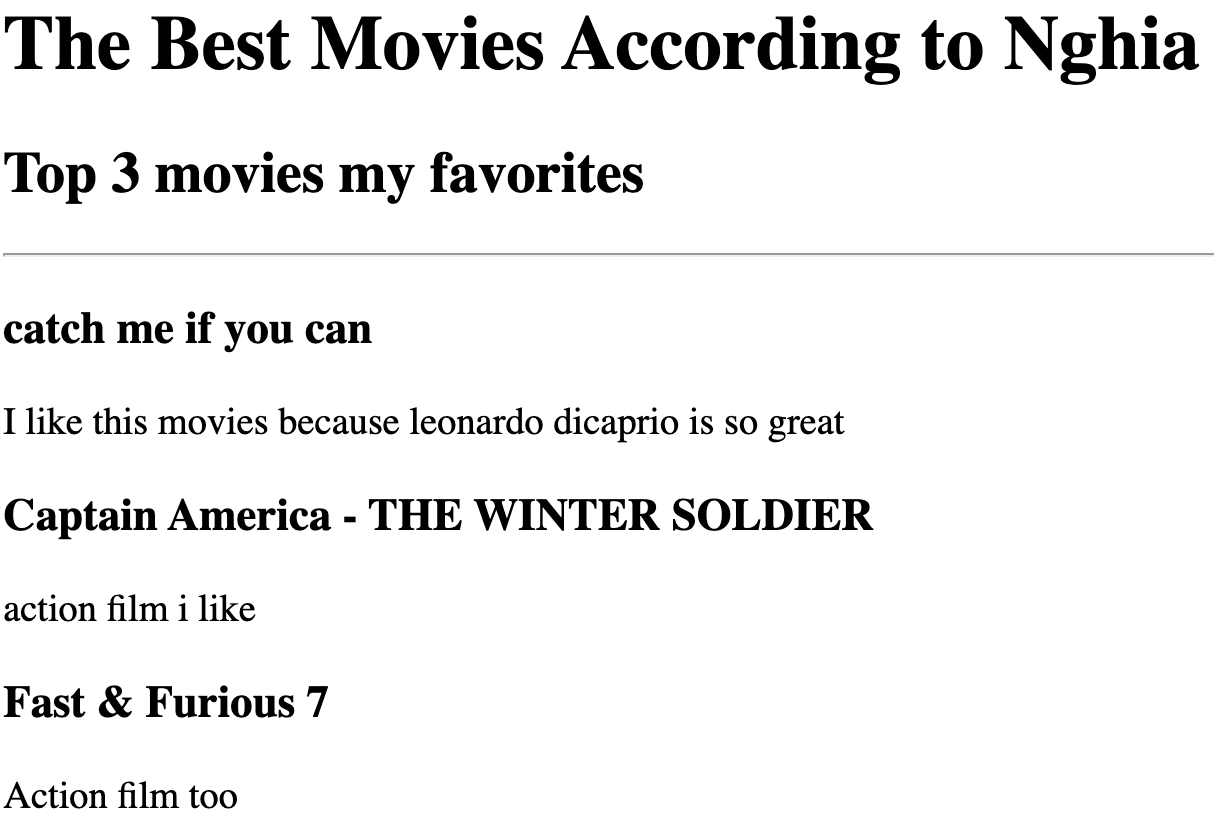 The Best Movies According to Nghia
Top 3 movies my favorites
catch me if you can
I like this movies because leonardo dicaprio is so great
Captain America - THE WINTER SOLDIER
action film i like
Fast & Furious 7
Action film too